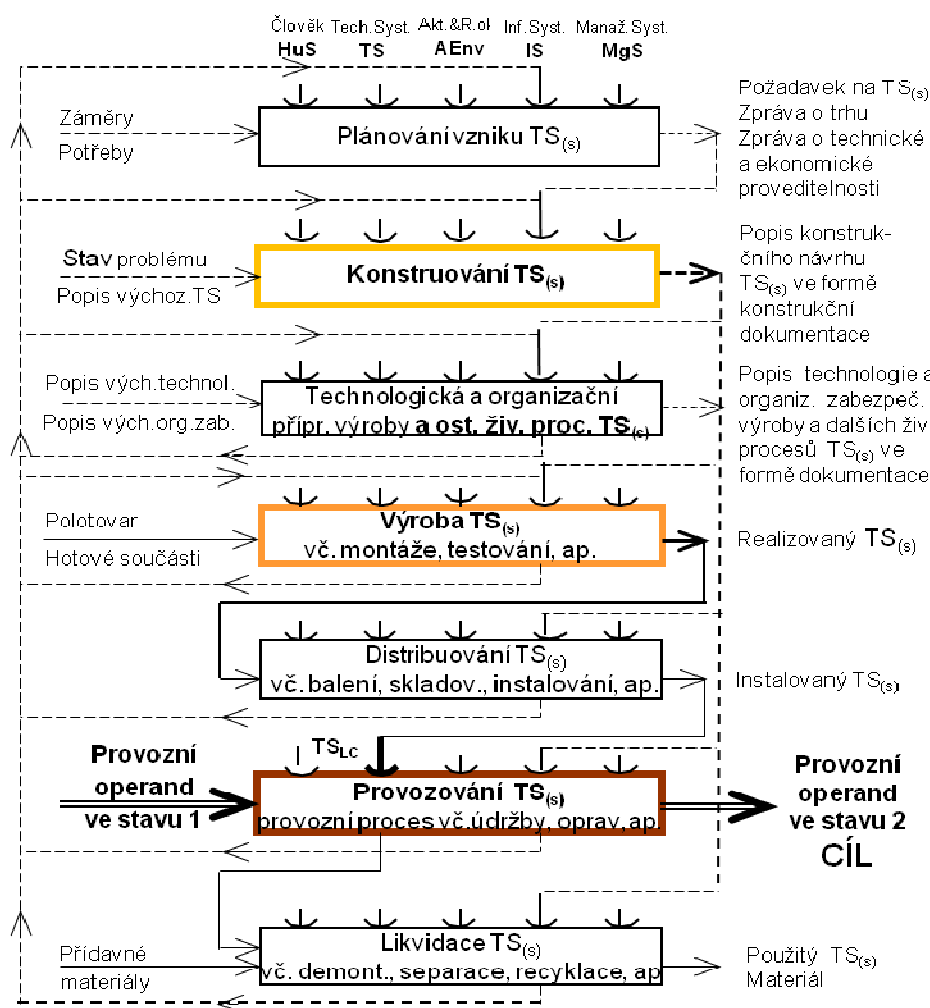 Člověk Tech.Syst. Akt.&R.ok Inf.Syst. Manaž.Syst.
HuS TS AEnv IS MgS
Záměry
Potřeby
Plánování vzniku TS(s)
Požadavek na TS(s)
Zpráva o trhu
Zpráva o technické
a ekonomické
proveditelnosti
Stav problému
Popis výchoz.TS
Konstruování TS(s)
Popis konstruk-
čního návrhu
TS(s) ve formě
konstrukční
dokumentace
Popis vých.technol.
Popis vých.org.zab.
Technologická a organizační
přípr. výroby a ost. živ. proc. TS(s)
Popis technologie a
organiz. zabezpeč.
výroby a dalších živ
procesů TS(s) ve
formě dokumentace
Polotovar
Hotové součásti
Výroba TS(s)
vč. montáže, testování, ap.
Realizovaný TS(s)
Distribuování TS(s)
vč. balení, skladov., instalování, ap.
Instalovaný TS(s)
TSLC
Provozní
operand
ve stavu 1
Provozování TS(s)
provozní proces vč.údržby, oprav, ap.
Provozní
operand
ve stavu 2
CÍL
Přídavné
materiály
Likvidace TS(s)
vč. demont., separace, recyklace, ap
Použitý TS(s)
Materiál